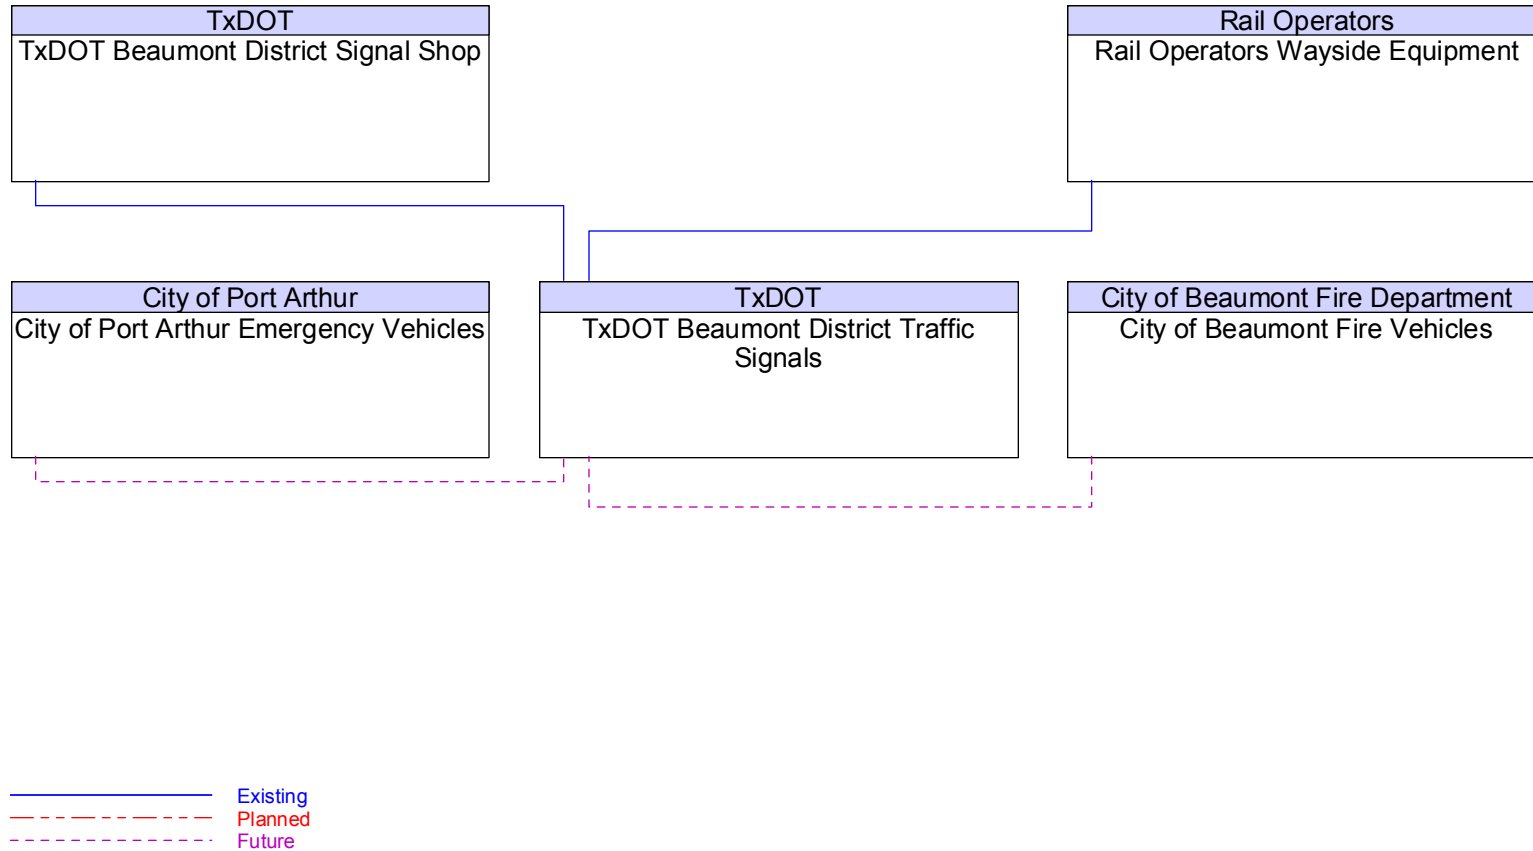 TxDOT
TxDOT Beaumont District Signal Shop
Rail Operators
Rail Operators Wayside Equipment
City of Port Arthur
City of Port Arthur Emergency Vehicles
TxDOT
TxDOT Beaumont District Traffic
Signals
City of Beaumont Fire Department
City of Beaumont Fire Vehicles
Existing
Planned
Future